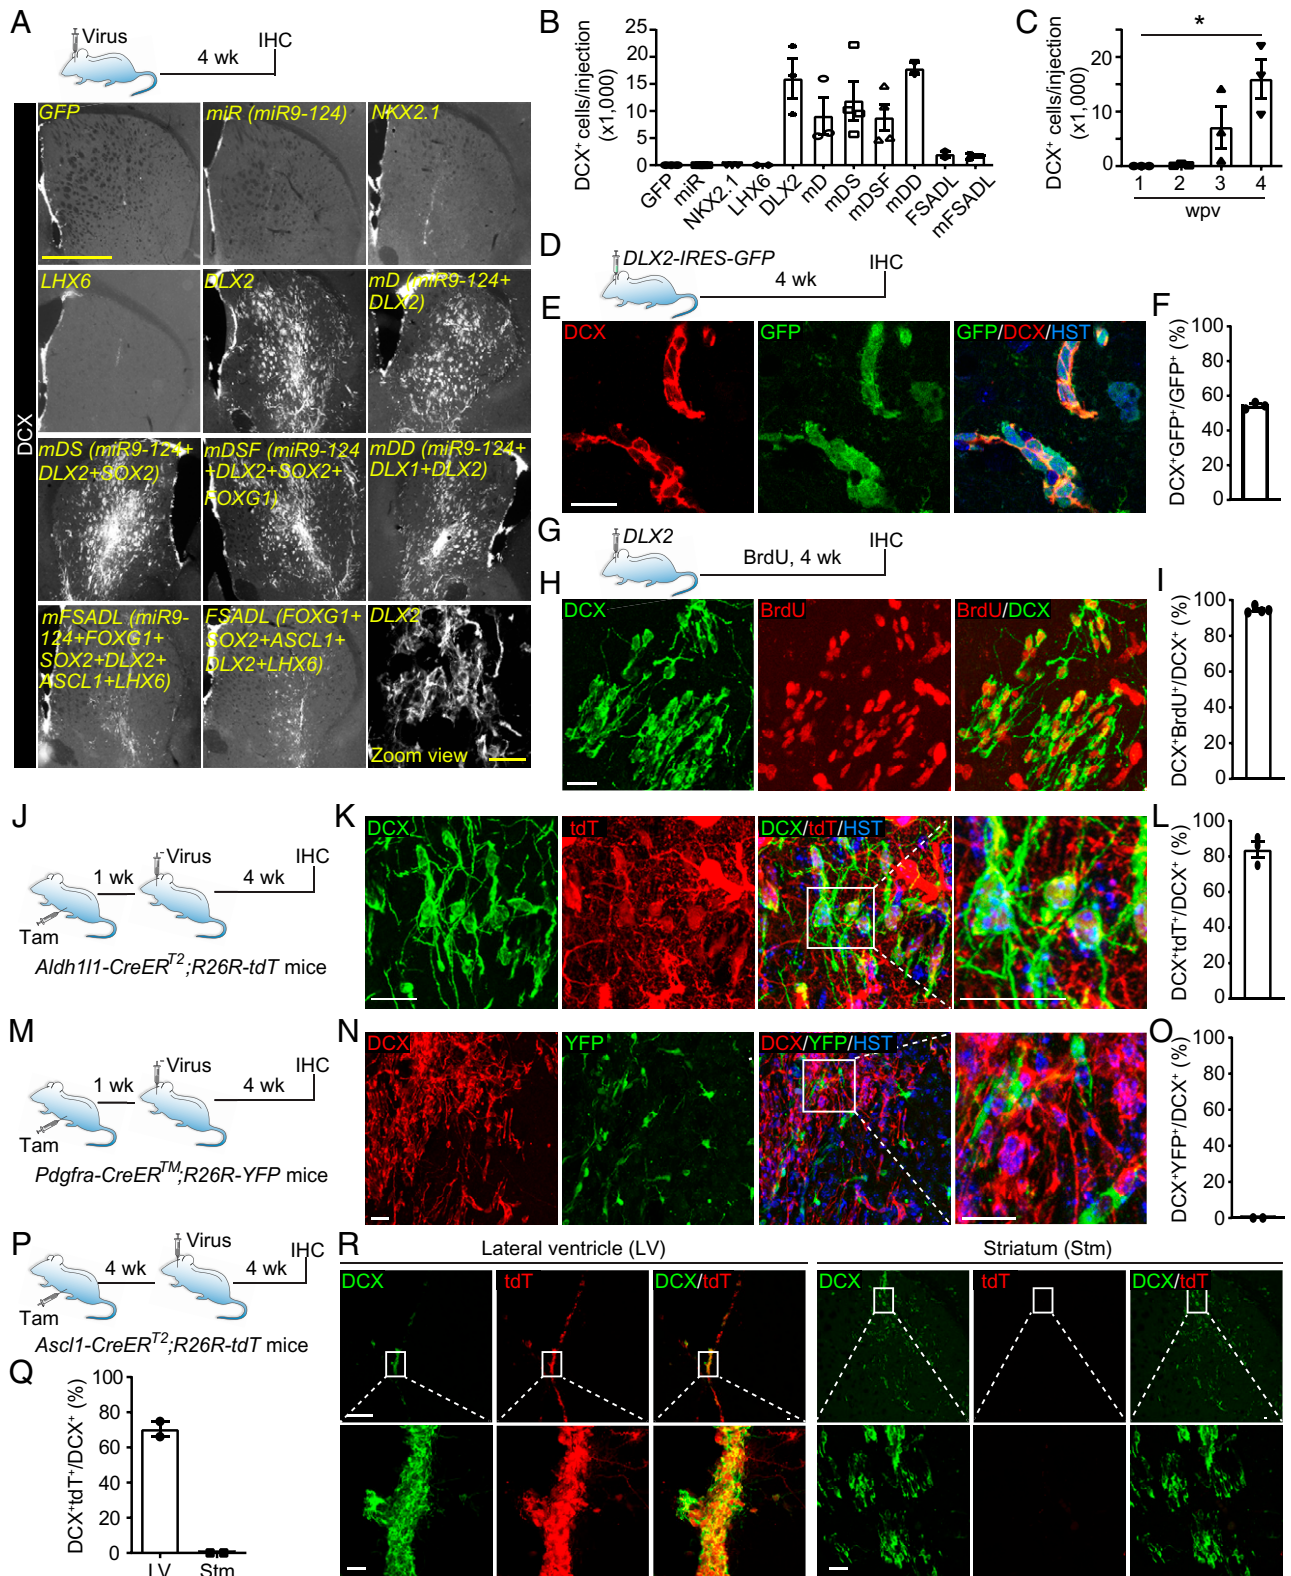 A
Virus
IHC
4 wk
DCX
GFP
miR (miR9-124)
NKX2.1
LHX6
DLX2
mD (miR9-124+
DLX2)
mDS (miR9-124+
DLX2+SOX2)
mDSF (miR9-124
+DLX2+SOX2+
FOXG1)
mDD (miR9-124+
DLX1+DLX2)
mFSADL (miR9-
124+FOXG1+
SOX2+DLX2+
ASCL1+LHX6)
FSADL (FOXG1+
SOX2+ASCL1+
DLX2+LHX6)
DLX2
Zoom view
B
DCX⁺ cells/injection
(x1,000)
25
20
15
10
5
0
GFP
miR
NKX2.1
LHX6
DLX2
mD
mDS
mDSF
mDD
FSADL
mFSADL
C
DCX⁺ cells/injection
(x1,000)
20
10
0
*
1 2 3 4
wpv
D
DLX2-IRES-GFP
IHC
4 wk
E
DCX
GFP
GFP/DCX/HST
F
DCX⁺GFP⁺/GFP⁺ (%)
100
80
60
40
20
0
G
DLX2
IHC
BrdU, 4 wk
H
DCX
BrdU
BrdU/DCX
I
DCX⁺BrdU⁺/DCX⁺ (%)
100
80
60
40
20
0
J
Virus
IHC
1 wk
4 wk
Tam
Aldh1l1-CreERᵀ²;R26R-tdT mice
K
DCX
tdT
DCX/tdT/HST
L
DCX⁺tdT⁺/DCX⁺ (%)
100
80
60
40
20
0
M
Virus
IHC
1 wk
4 wk
Tam
Pdgfra-CreERᵀᴹ;R26R-YFP mice
N
DCX
YFP
DCX/YFP/HST
O
DCX⁺YFP⁺/DCX⁺ (%)
100
80
60
40
20
0
P
Virus
IHC
4 wk
4 wk
Tam
Ascl1-CreERᵀ²;R26R-tdT mice
Q
DCX⁺tdT⁺/DCX⁺ (%)
100
80
60
40
20
0
LV Stm
R
Lateral ventricle (LV)
DCX
tdT
DCX/tdT
Striatum (Stm)
DCX
tdT
DCX/tdT